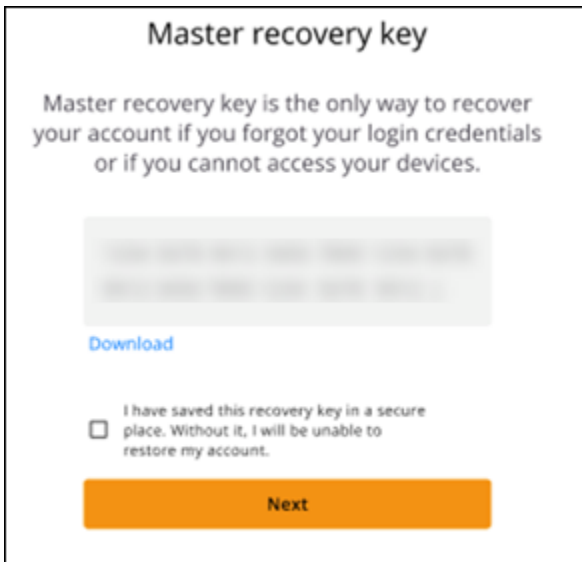 Master recovery key
Master recovery key is the only way to recover
your account if you forgot your login credentials
or if you cannot access your devices.
Download
I have saved this recovery key in a secure
place. Without it, I will be unable to
restore my account.
Next